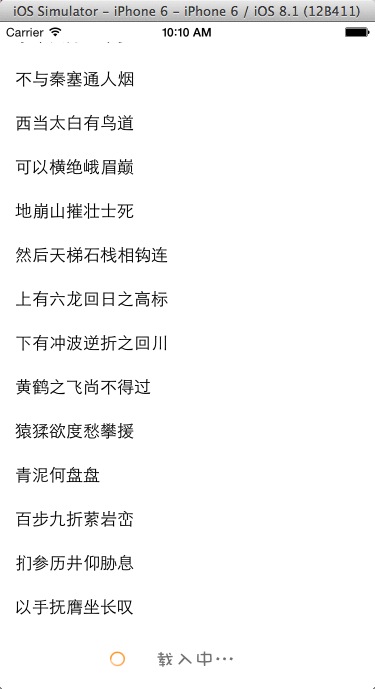 iOS Simulator - iPhone 6 - iPhone 6 / iOS 8.1 (12B411)
Carrier 10:10 AM
不与秦塞通人烟
西当太白有鸟道
可以横绝峨眉巅
地崩山摧壮士死
然后天梯石栈相钩连
上有六龙回日之高标
下有冲波逆折之回川
黄鹤之飞尚不得过
猿猱欲度愁攀援
青泥何盘盘
百步九折萦岩峦
扪参历井仰胁息
以手抚膺坐长叹
载入中···